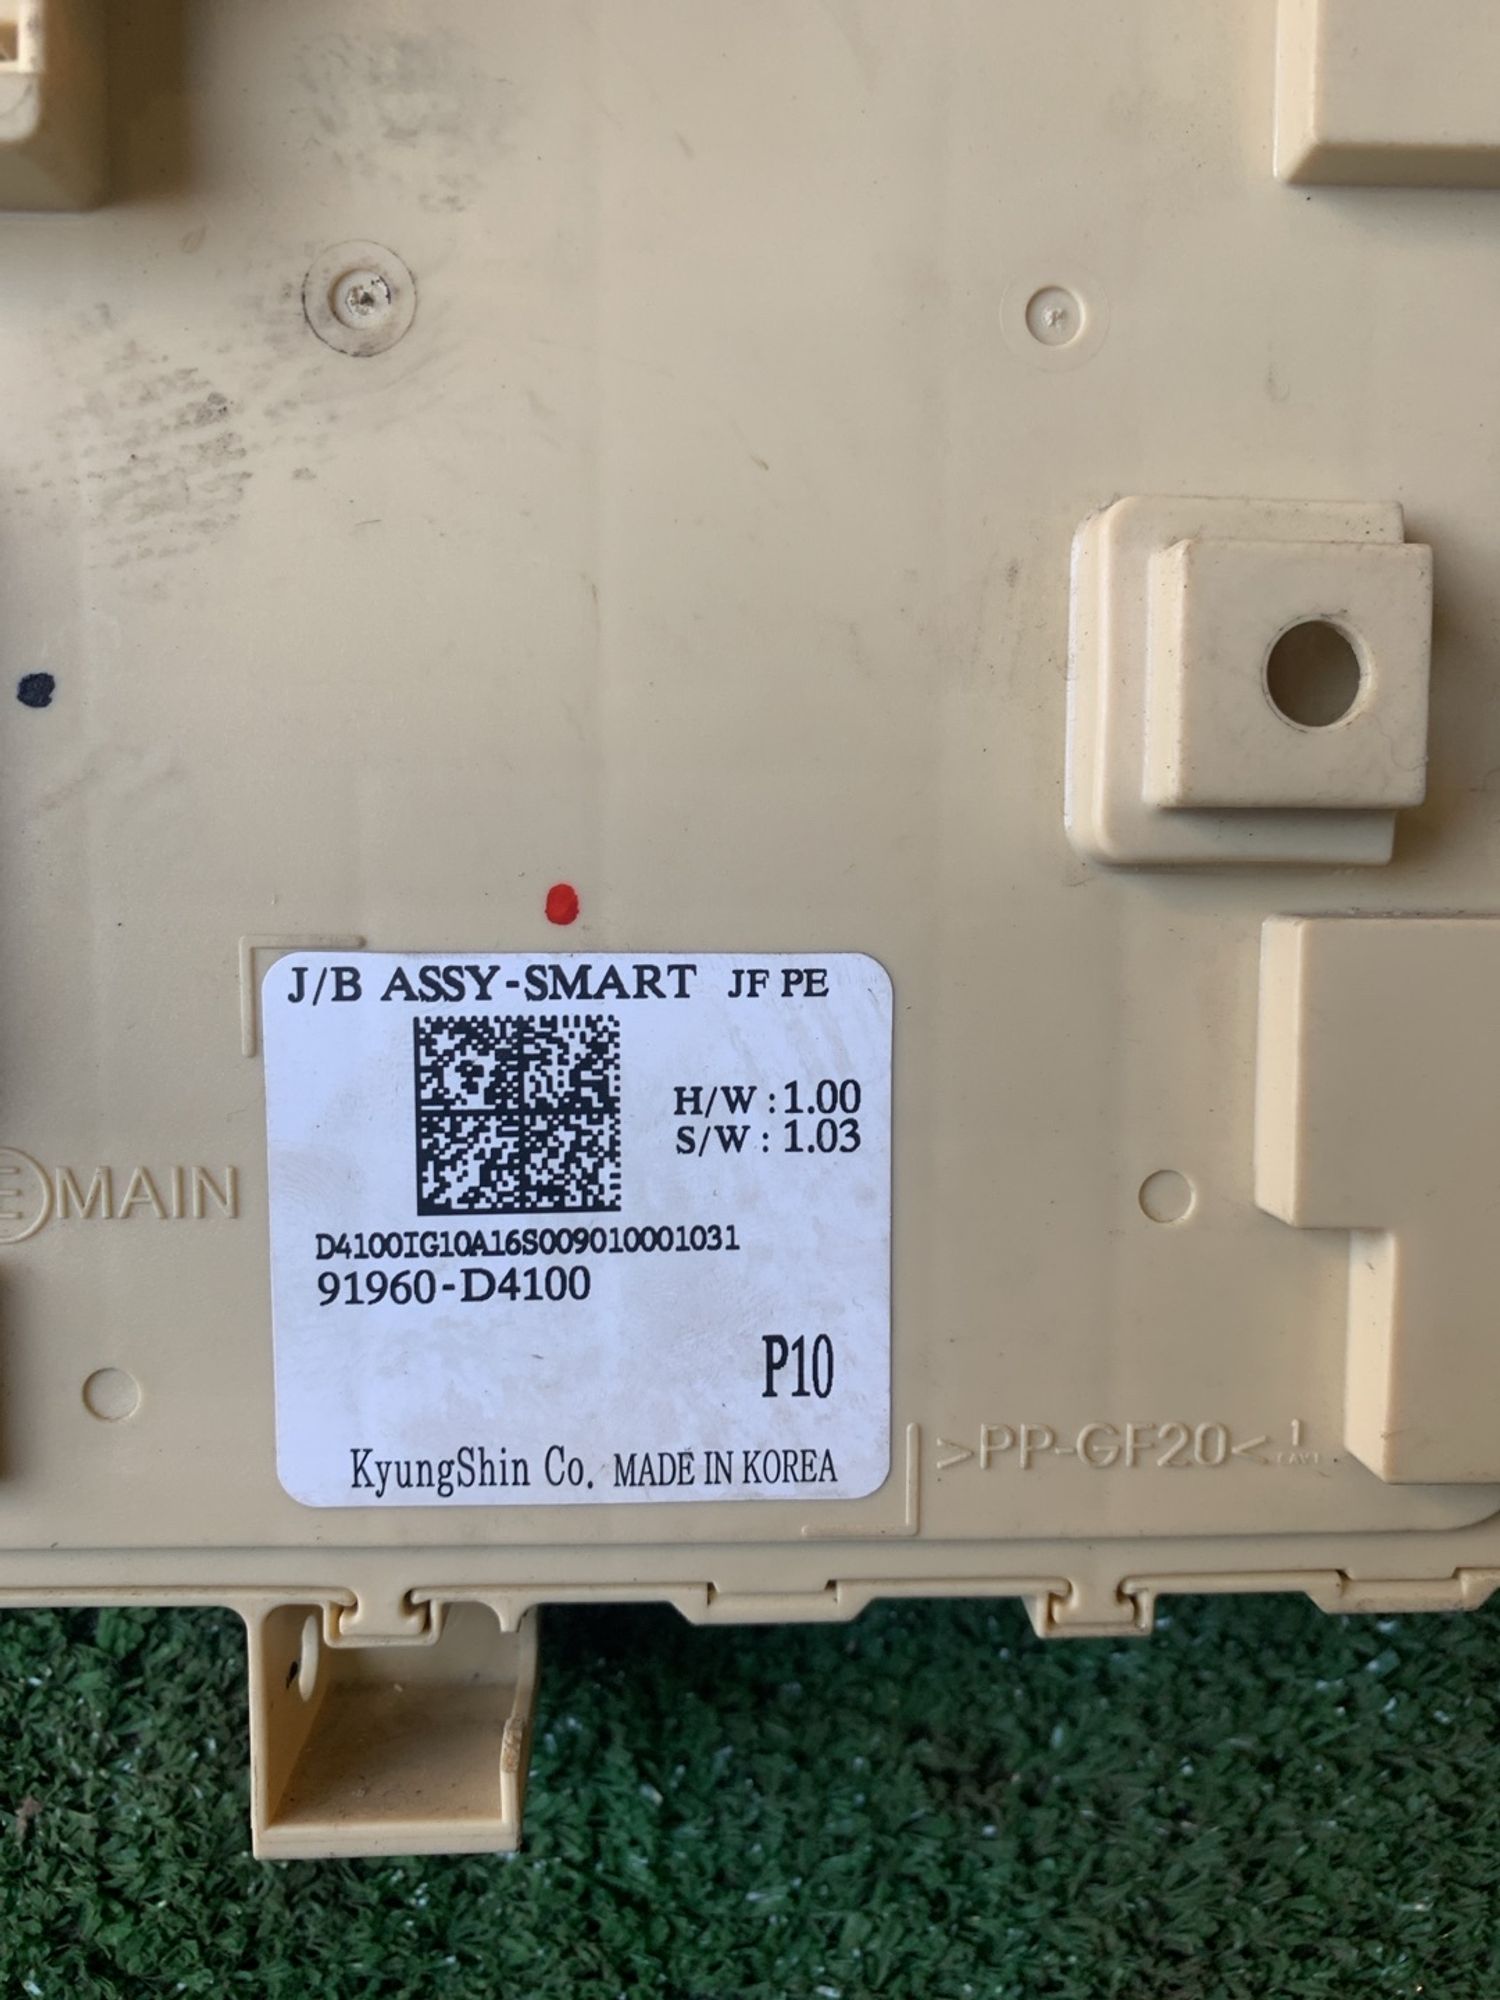 J/B ASSY-SMART JF PE
H/W : 1.00
S/W : 1.03
D4100IG10A16S009010001031
91960-D4100
P10
KyungShin Co. MADE IN KOREA
E MAIN
>PP-GF20< 1